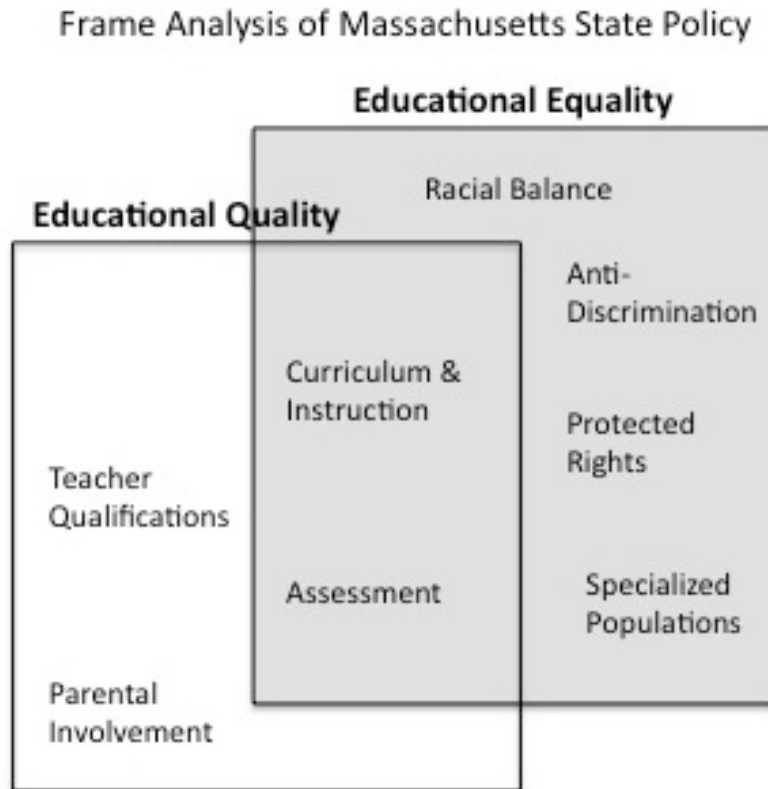 Frame Analysis of Massachusetts State Policy
Educational Equality
Racial Balance
Educational Quality
Anti-
Discrimination
Curriculum &
Instruction
Protected
Rights
Teacher
Qualifications
Assessment
Specialized
Populations
Parental
Involvement